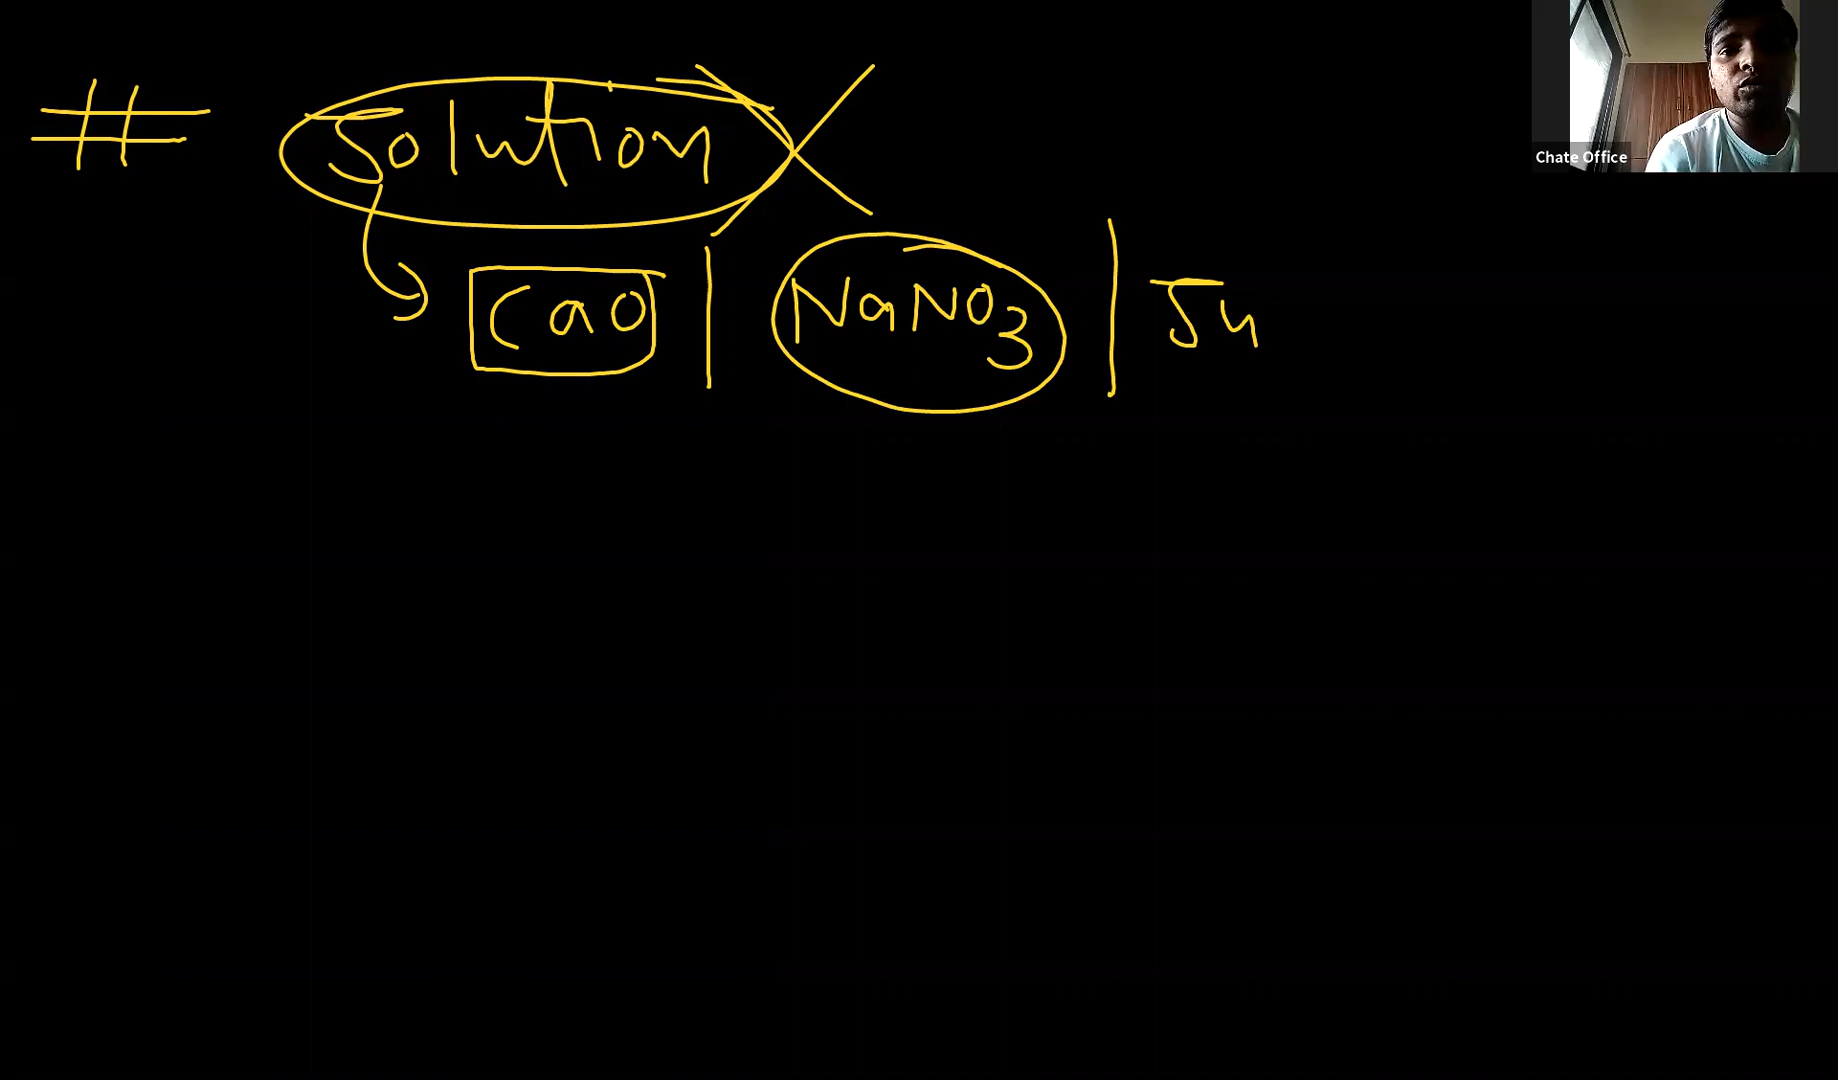 # Solution
CaO | NaNO3 | Su
Chate Office